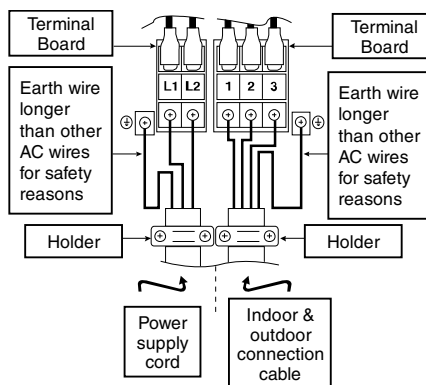 Terminal
Board
Terminal
Board
L1 L2 1 2 3
Earth wire
longer
than other
AC wires
for safety
reasons
Earth wire
longer
than other
AC wires
for safety
reasons
Holder
Holder
Power
supply
cord
Indoor &
outdoor
connection
cable